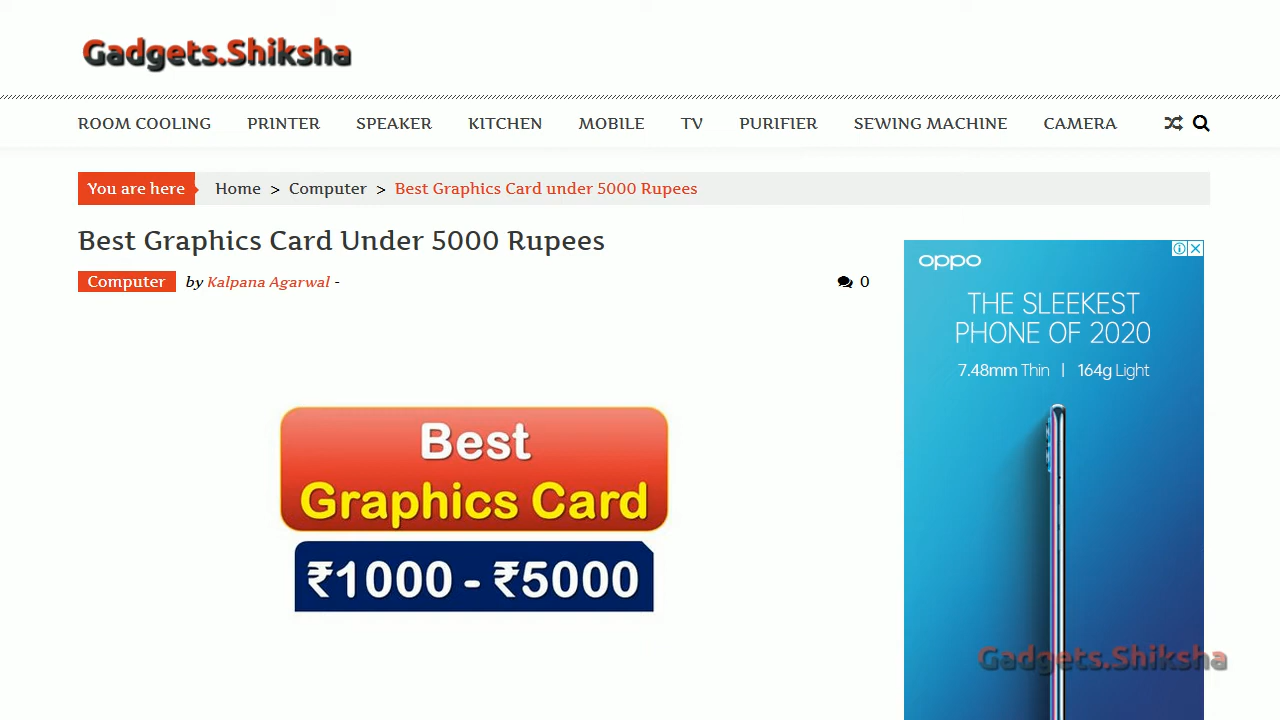 Gadgets.Shiksha
ROOM COOLING PRINTER SPEAKER KITCHEN MOBILE TV PURIFIER SEWING MACHINE CAMERA
You are here Home > Computer > Best Graphics Card under 5000 Rupees
Best Graphics Card Under 5000 Rupees
Computer by Kalpana Agarwal - 0
Best
Graphics Card
₹1000 - ₹5000
oppo
THE SLEEKEST
PHONE OF 2020
7.48mm Thin | 164g Light
Gadgets.Shiksha